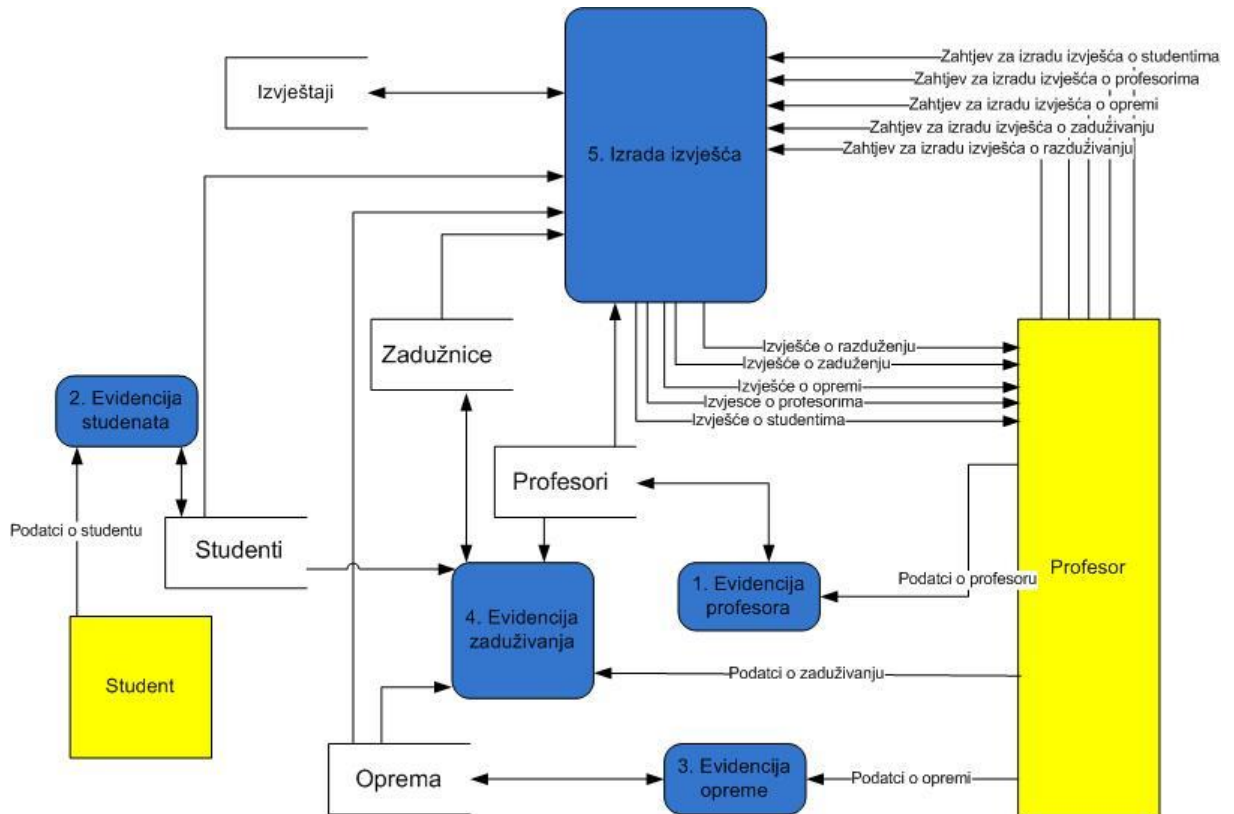 Zahtjev za izradu izvješća o studentima
Zahtjev za izradu izvješća o profesorima
Izvještaji
Zahtjev za izradu izvješća o opremi
Zahtjev za izradu izvješća o zaduživanju
Zahtjev za izradu izvješća o razduživanju
5. Izrada izvješća
Izvješće o razduženju
Zadužnice
Izvješće o zaduženju
Izvješće o opremi
Izvjesce o profesorima
Izvješće o studentima
2. Evidencija
studenata
Profesori
Podatci o studentu
Studenti
Profesor
Podatci o profesoru
1. Evidencija
profesora
4. Evidencija
zaduživanja
Podatci o zaduživanju
Student
Oprema
3. Evidencija
opreme
Podatci o opremi